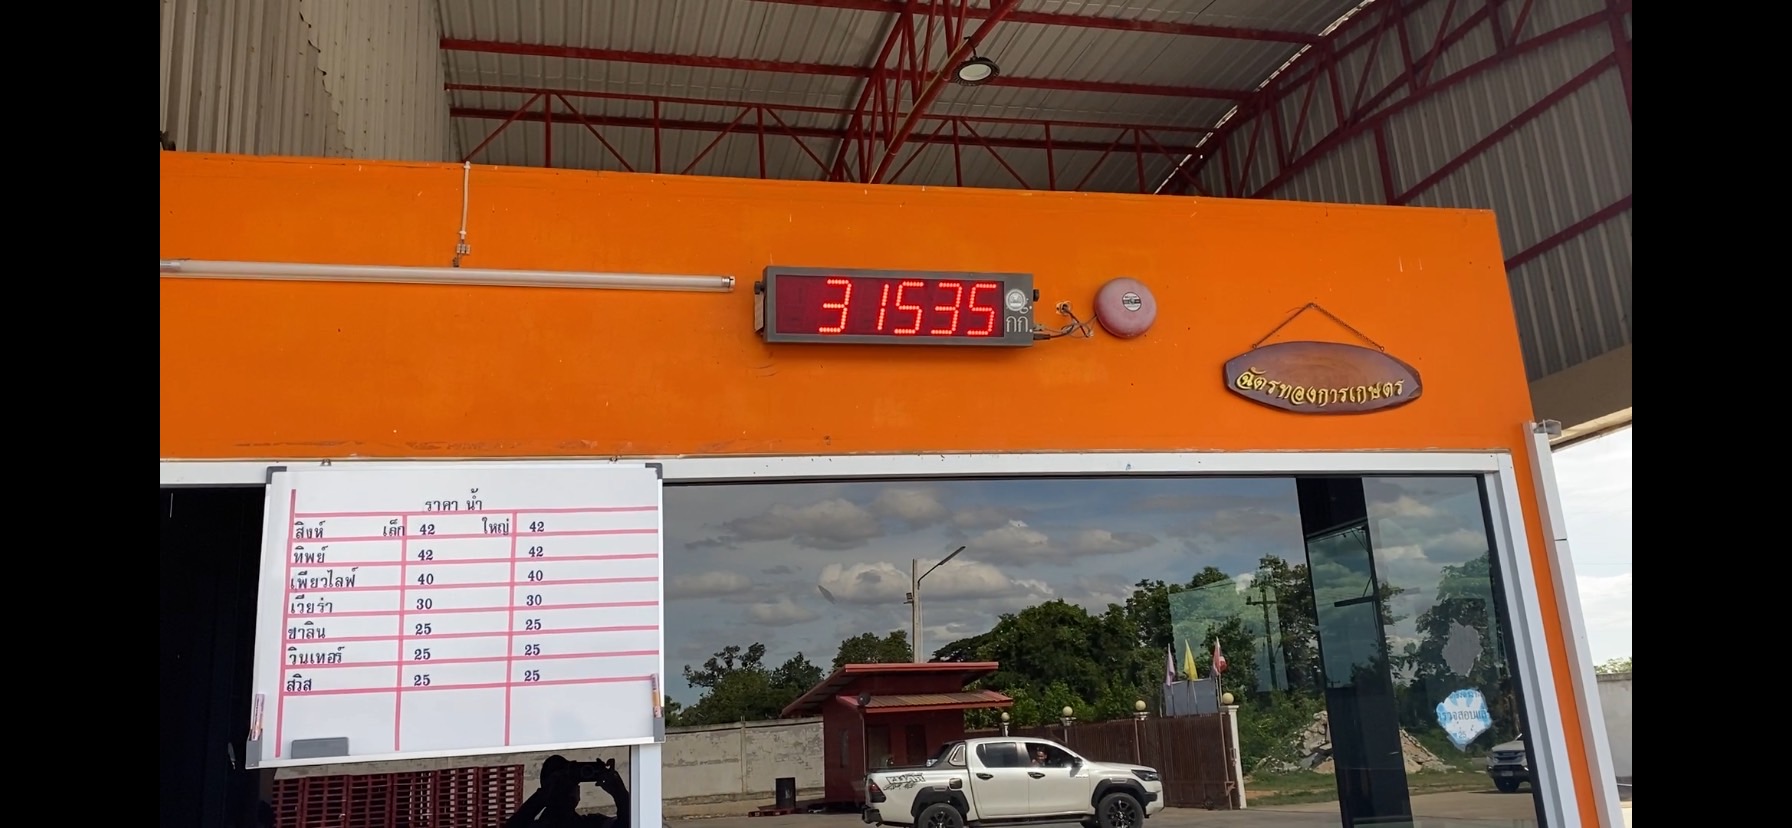 31535
กก.
ฉัตรทองการเกษตร
ราคา น้ำ
สิงห์ เล็ก 42 ใหญ่ 42
ทิพย์ 42 42
เพียวไลฟ์ 40 40
เวียร่า 30 30
ชาลิน 25 25
วินเทอร์ 25 25
สวิส 25 25